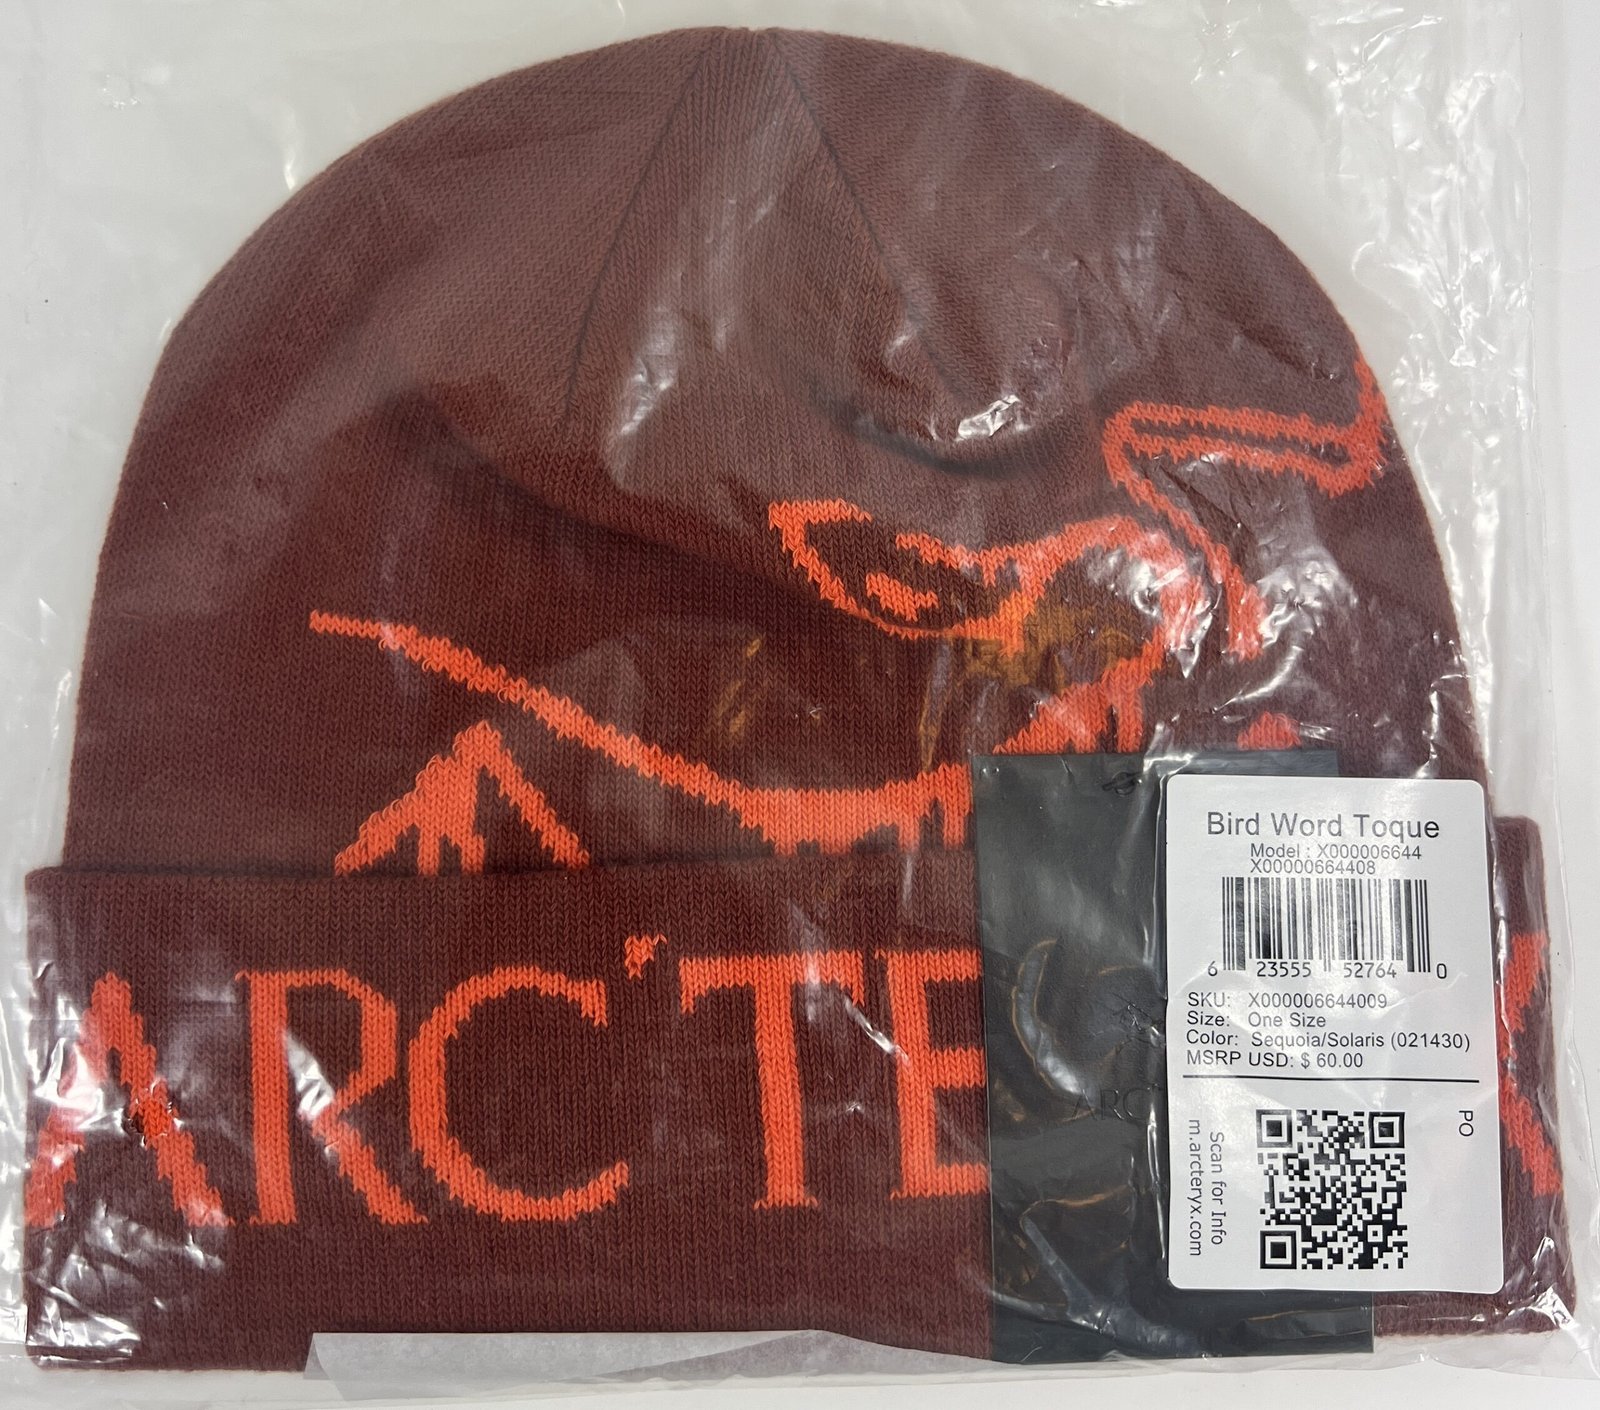 ARC'TE
ARC
Bird Word Toque
Model : X000006644
X00000664408
6 23555 52764 0
SKU: X000006644009
Size: One Size
Color: Sequoia/Solaris (021430)
MSRP USD: $ 60.00
PO
Scan for Info
m.arcteryx.com